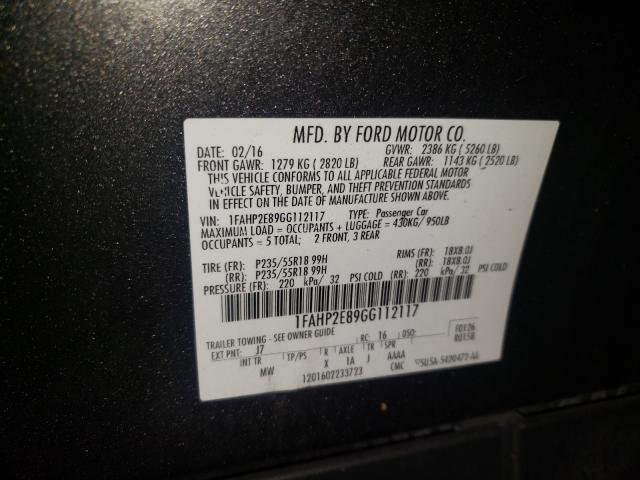 MFD. BY FORD MOTOR CO.
DATE: 02/16 GVWR: 2386 KG ( 5260 LB)
FRONT GAWR: 1279 KG ( 2820 LB) REAR GAWR: 1143 KG ( 2520 LB)
THIS VEHICLE CONFORMS TO ALL APPLICABLE FEDERAL MOTOR
VEHICLE SAFETY, BUMPER, AND THEFT PREVENTION STANDARDS
IN EFFECT ON THE DATE OF MANUFACTURE SHOWN ABOVE.
VIN: 1FAHP2E89GG112117 TYPE: Passenger Car
MAXIMUM LOAD = OCCUPANTS + LUGGAGE = 430KG/ 950LB
OCCUPANTS = 5 TOTAL; 2 FRONT, 3 REAR
TIRE (FR): P235/55R18 99H RIMS (FR): 18X8.0J
(RR): P235/55R18 99H (RR): 18X8.0J
PRESSURE (FR): 220 kPa/ 32 PSI COLD (RR): 220 kPa/ 32 PSI COLD
1FAHP2E89GG112117
TRAILER TOWING - SEE OWNER GUIDE RC: 16 DSO: F0126
EXT PNT: J7 R0158
INT TR TP/PS R AXLE TR SPR
MW X 1A J AAAA
CMC
1201602233723